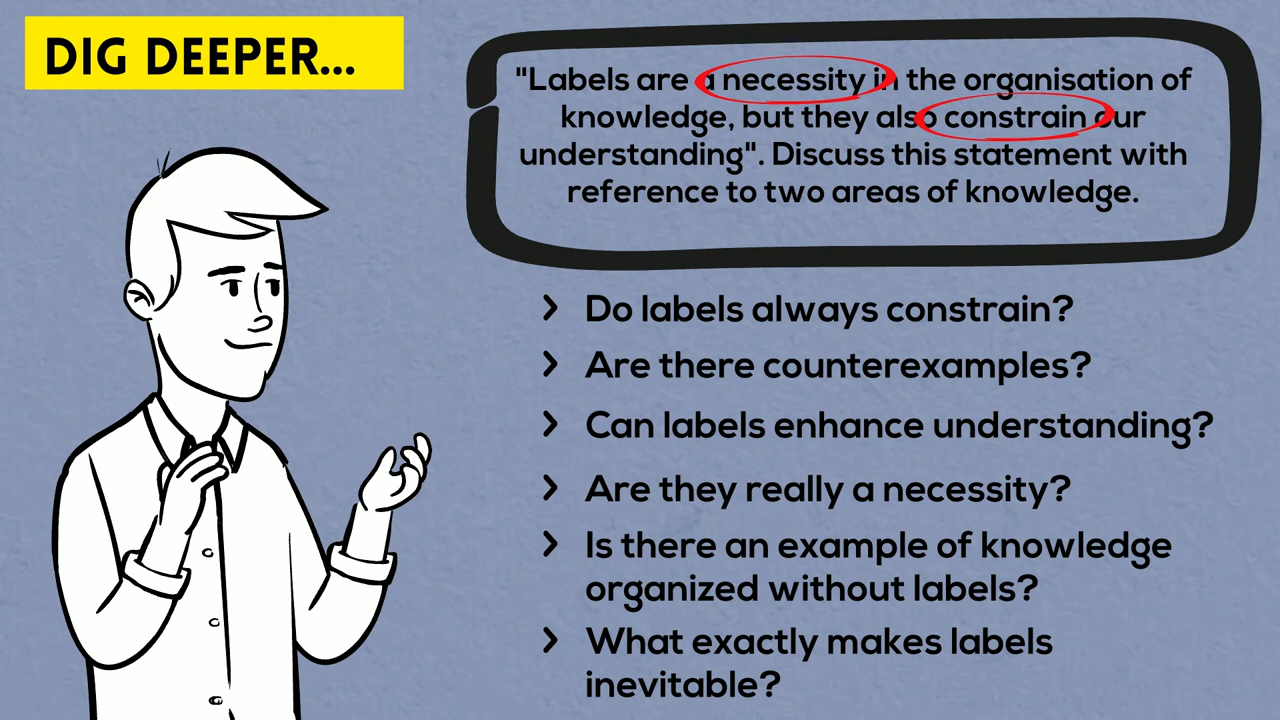 DIG DEEPER...
"Labels are a necessity in the organisation of
knowledge, but they also constrain our
understanding". Discuss this statement with
reference to two areas of knowledge.
Do labels always constrain?
Are there counterexamples?
Can labels enhance understanding?
Are they really a necessity?
Is there an example of knowledge
organized without labels?
What exactly makes labels
inevitable?